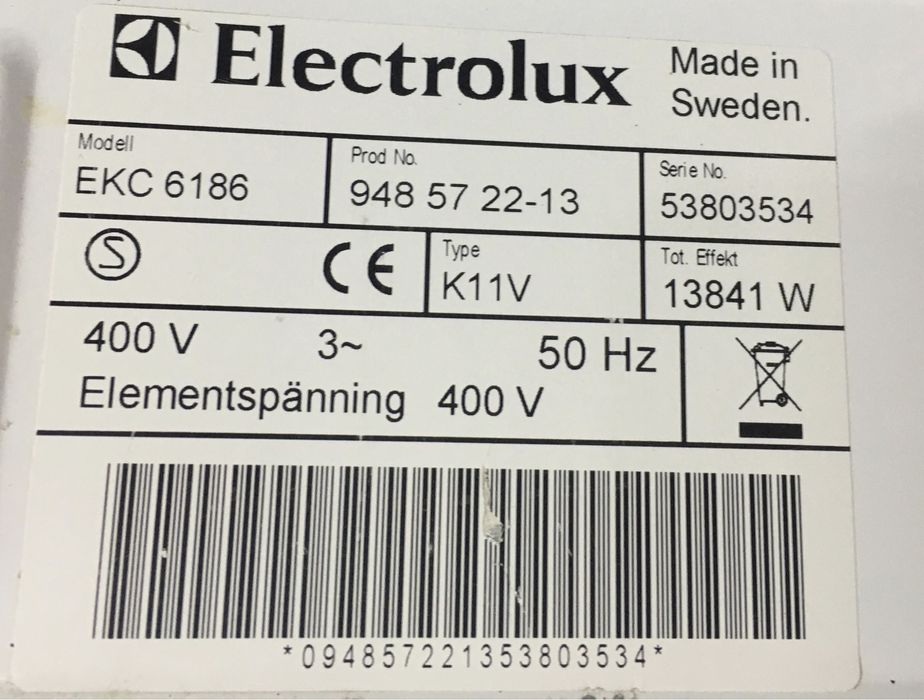 Electrolux
Made in
Sweden.
Modell
EKC 6186
Prod No.
948 57 22-13
Serie No.
53803534
S
CE
Type
K11V
Tot. Effekt
13841 W
400 V 3~ 50 Hz
Elementspänning 400 V
*094857221353803534*